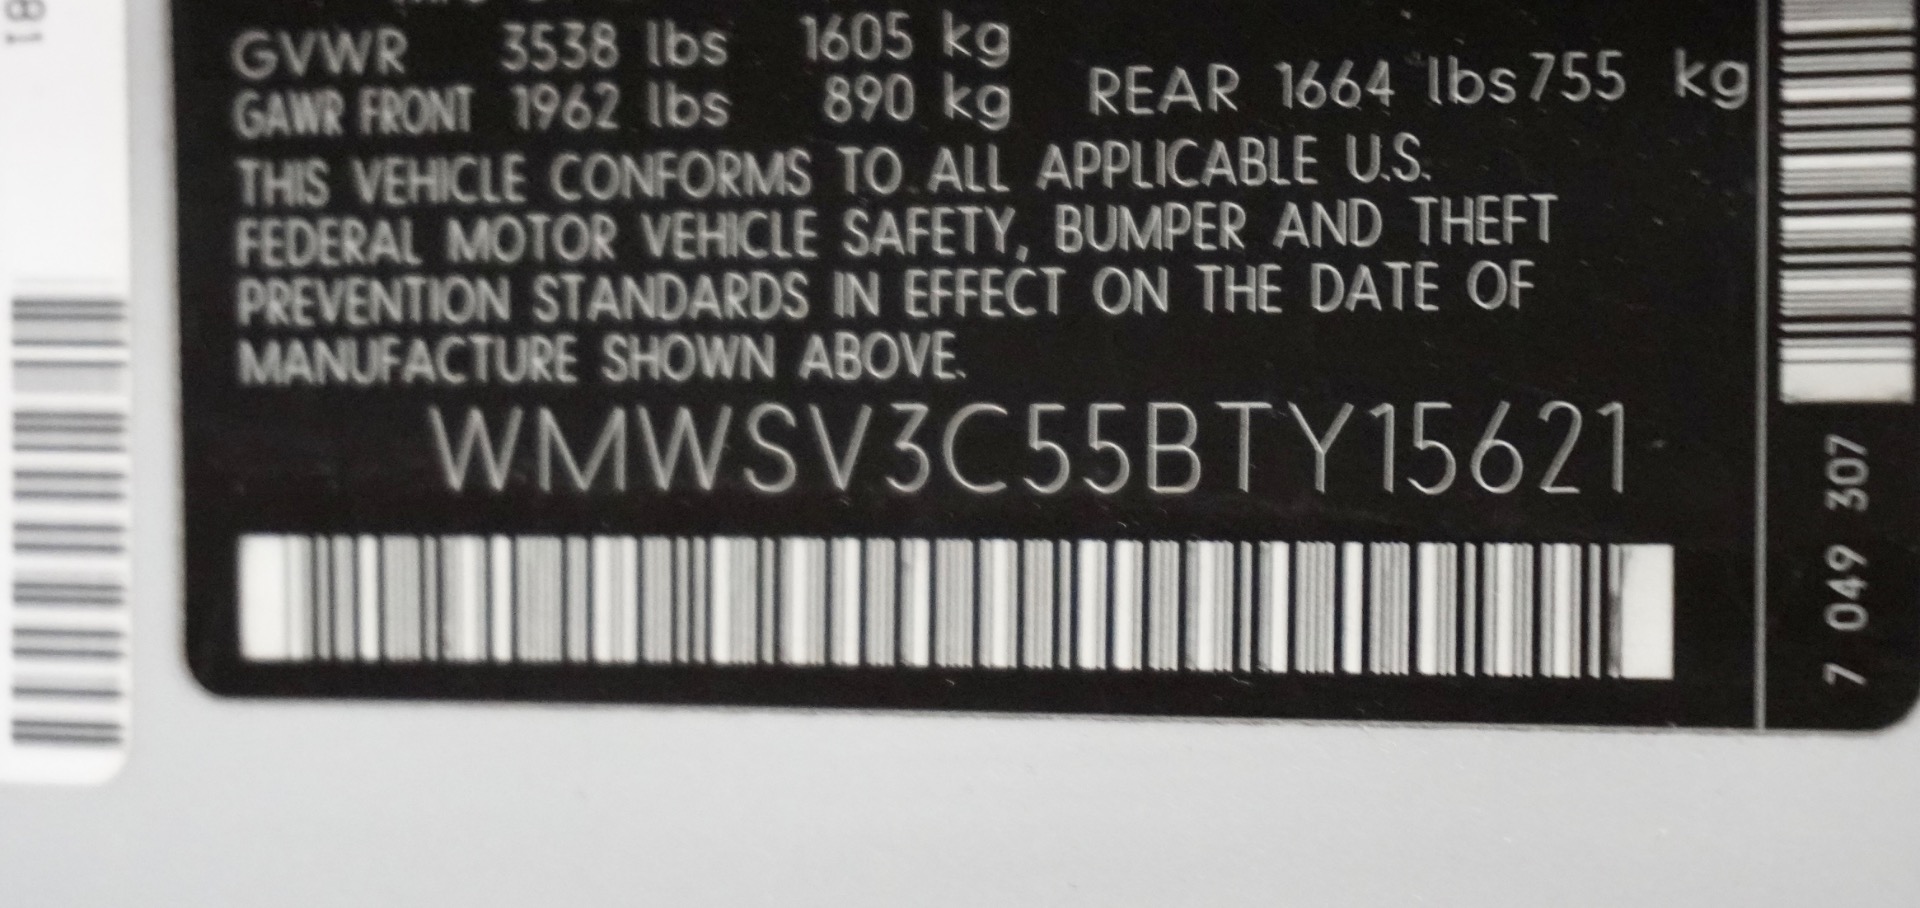 GVWR 3538 lbs 1605 kg
GAWR FRONT 1962 lbs 890 kg REAR 1664 lbs 755 kg
THIS VEHICLE CONFORMS TO ALL APPLICABLE U.S.
FEDERAL MOTOR VEHICLE SAFETY, BUMPER AND THEFT
PREVENTION STANDARDS IN EFFECT ON THE DATE OF
MANUFACTURE SHOWN ABOVE.
WMWSV3C55BTY15621
7 049 307